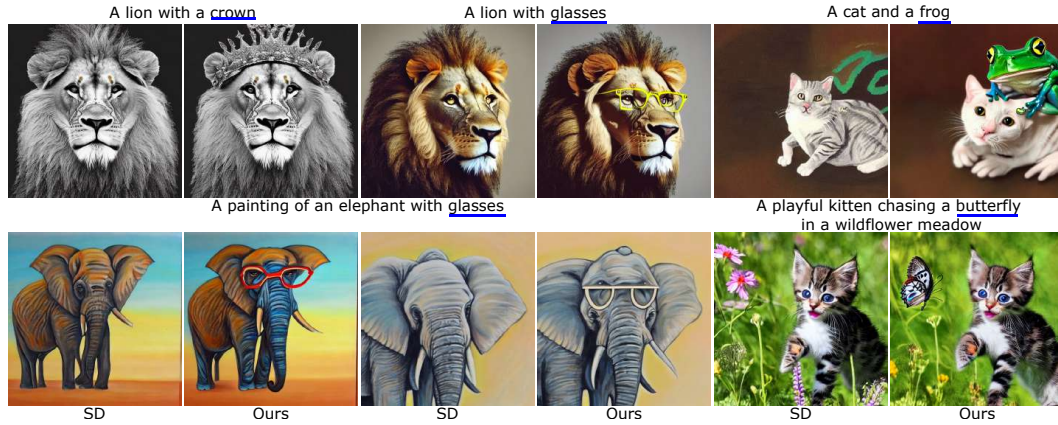 A lion with a crown
A lion with glasses
A cat and a frog
A painting of an elephant with glasses
A playful kitten chasing a butterfly
in a wildflower meadow
SD
Ours
SD
Ours
SD
Ours